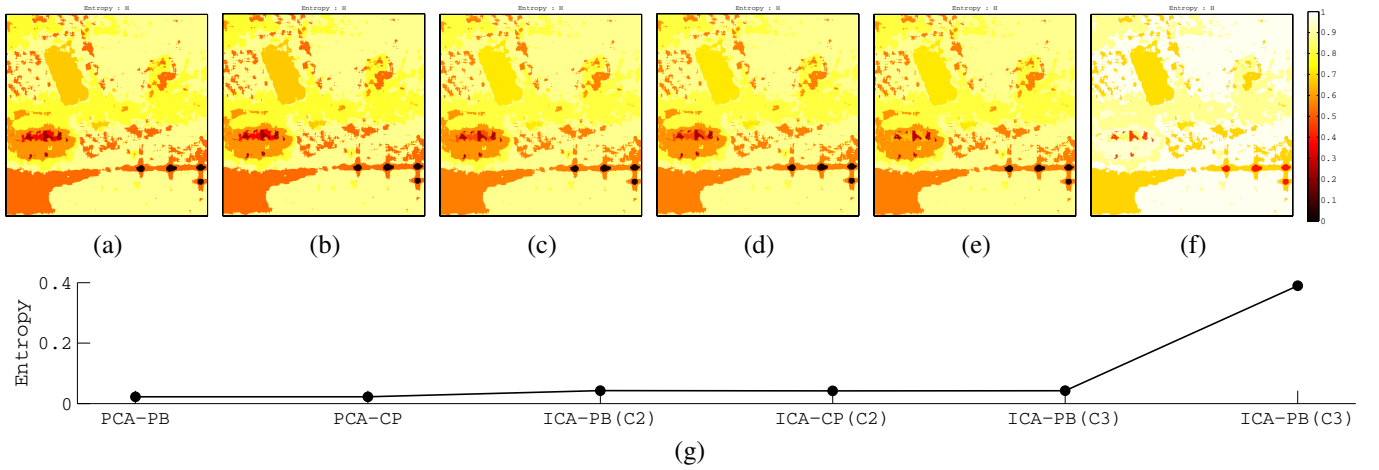 Entropy : H
Entropy : H
Entropy : H
Entropy : H
Entropy : H
Entropy : H
1
0.9
0.8
0.7
0.6
0.5
0.4
0.3
0.2
0.1
0
(a)
(b)
(c)
(d)
(e)
(f)
Entropy
0.4
0.2
0
PCA-PB
PCA-CP
ICA-PB(C2)
ICA-CP(C2)
ICA-PB(C3)
ICA-PB(C3)
(g)